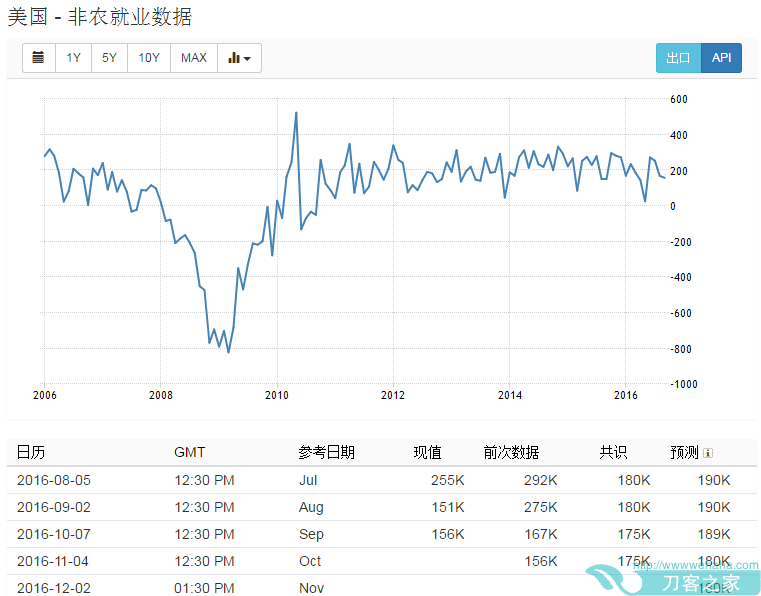 美国 - 非农就业数据
1Y 5Y 10Y MAX 出口 API
600
400
200
0
-200
-400
-600
-800
-1000
2006 2008 2010 2012 2014 2016
日历 GMT 参考日期 现值 前次数据 共识 预测
2016-08-05 12:30 PM Jul 255K 292K 180K 190K
2016-09-02 12:30 PM Aug 151K 275K 180K 190K
2016-10-07 12:30 PM Sep 156K 167K 175K 189K
2016-11-04 12:30 PM Oct 156K 175K 180K
2016-12-02 01:30 PM Nov
刀客之家